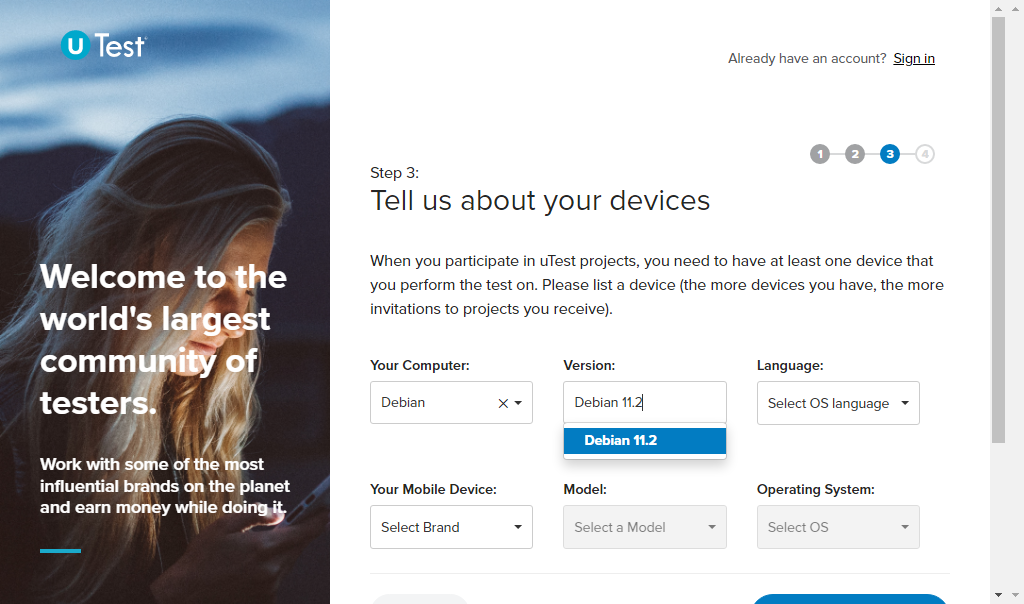 uTest
Already have an account? Sign in
1 2 3 4
Step 3:
Tell us about your devices
When you participate in uTest projects, you need to have at least one device that
you perform the test on. Please list a device (the more devices you have, the more
invitations to projects you receive).
Welcome to the
world's largest
community of
testers.
Work with some of the most
influential brands on the planet
and earn money while doing it.
Your Computer: Version: Language:
Debian Debian 11.2 Select OS language
Debian 11.2
Your Mobile Device: Model: Operating System:
Select Brand Select a Model Select OS